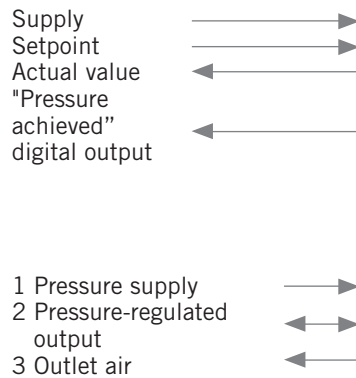 Supply
Setpoint
Actual value
"Pressure
achieved”
digital output
1 Pressure supply
2 Pressure-regulated
output
3 Outlet air